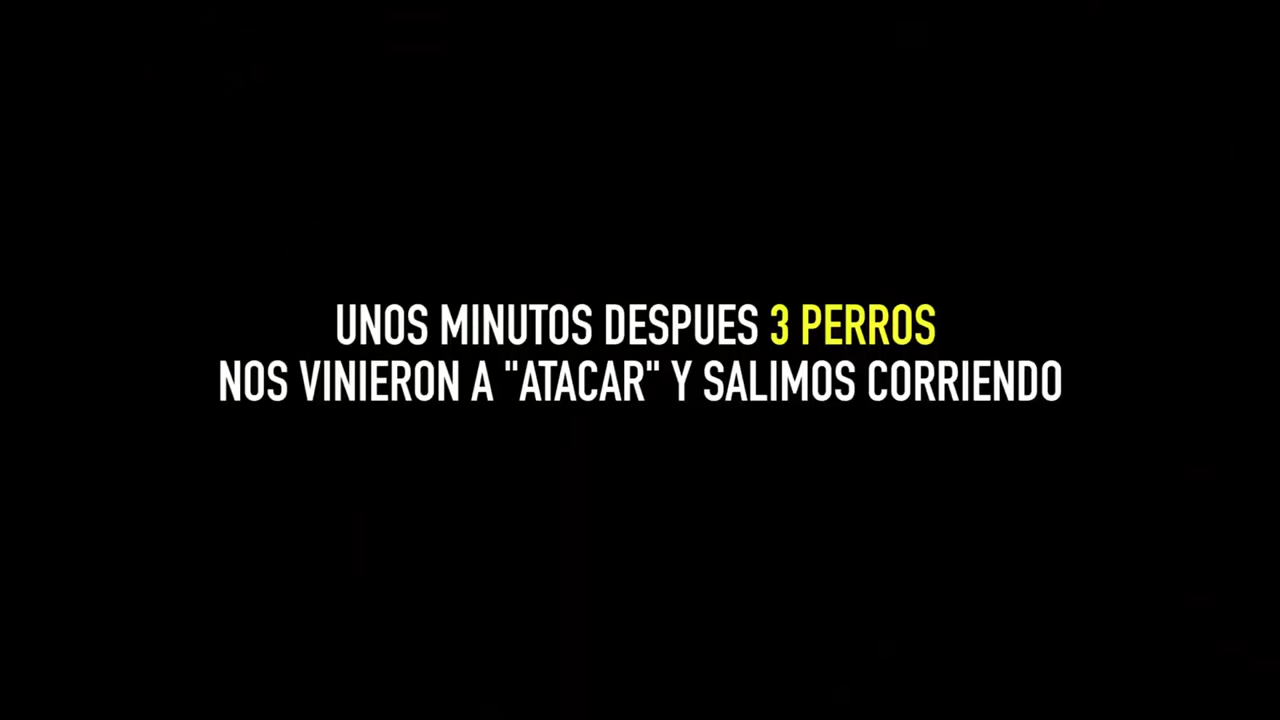 UNOS MINUTOS DESPUES 3 PERROS
NOS VINIERON A "ATACAR" Y SALIMOS CORRIENDO